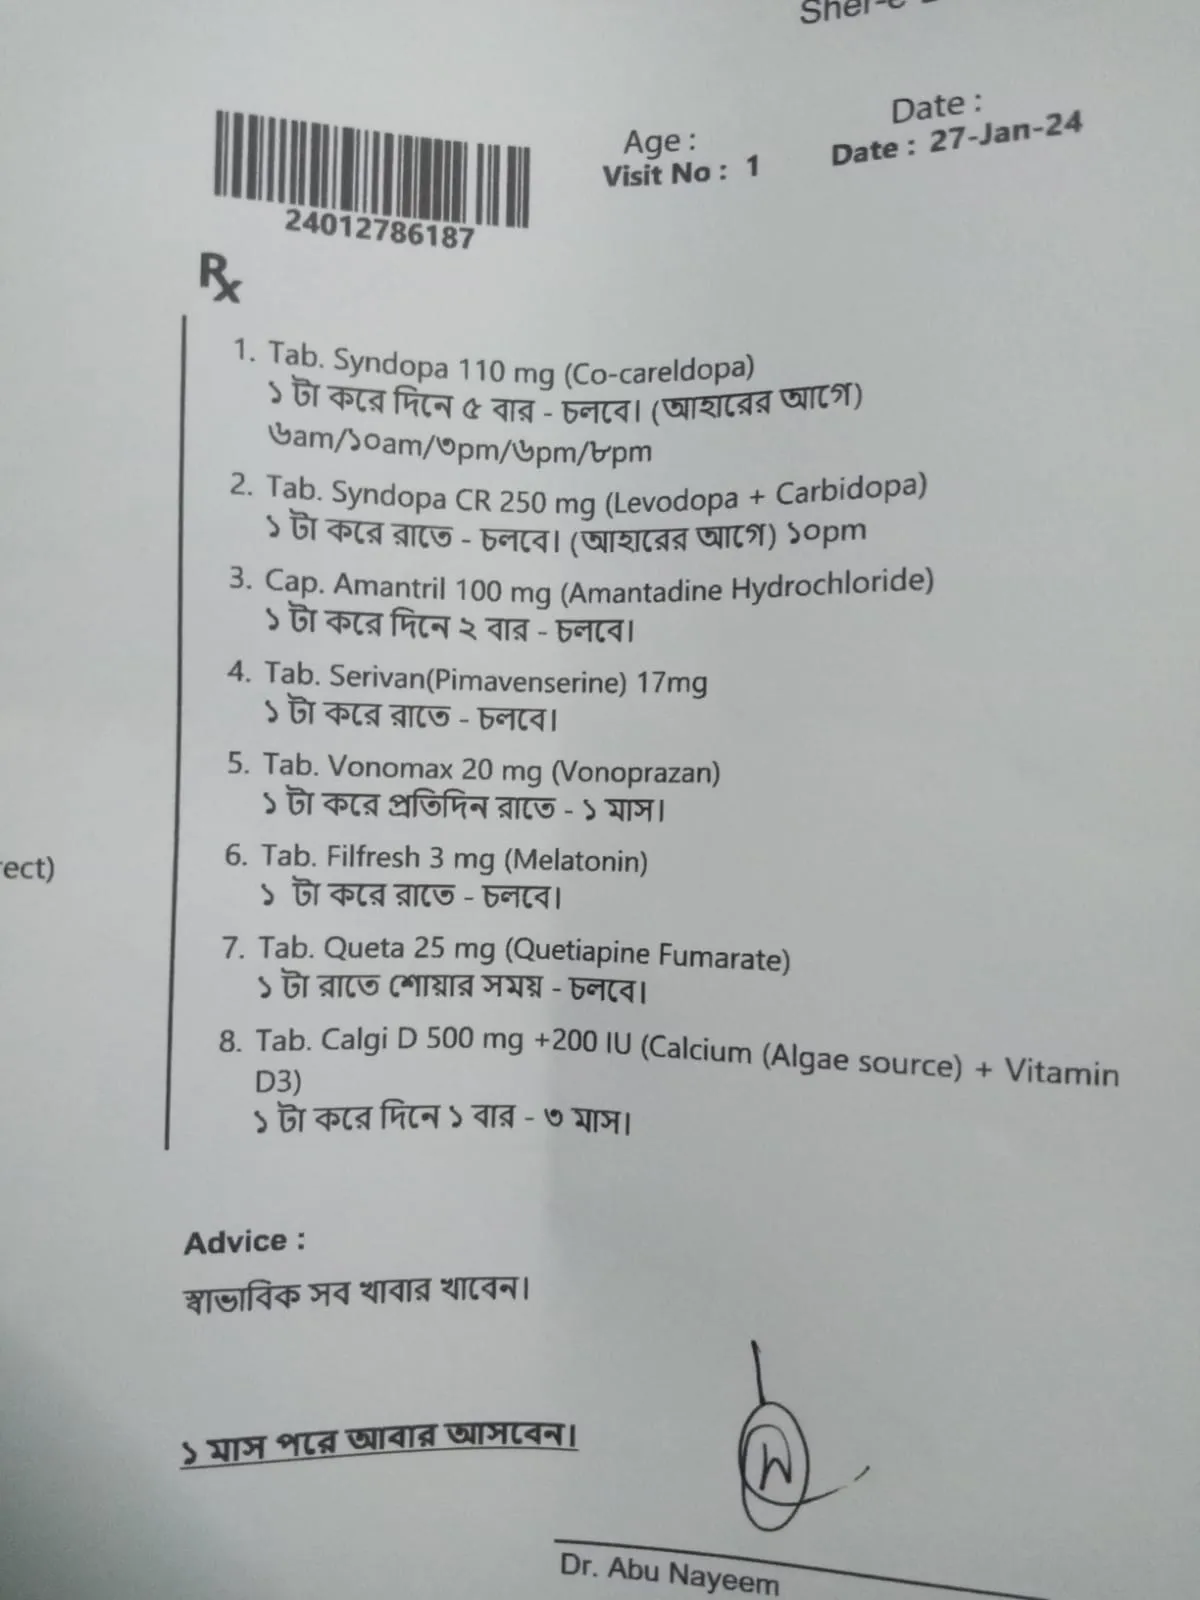 Age :
Date :
Visit No : 1
Date : 27-Jan-24
24012786187
Rx
1. Tab. Syndopa 110 mg (Co-careldopa)
১ টা করে দিনে ৫ বার - চলবে। (আহারের আগে)
৬am/১০am/৩pm/৬pm/৮pm
2. Tab. Syndopa CR 250 mg (Levodopa + Carbidopa)
১ টা করে রাতে - চলবে। (আহারের আগে) ১০pm
3. Cap. Amantril 100 mg (Amantadine Hydrochloride)
১ টা করে দিনে ২ বার - চলবে।
4. Tab. Serivan(Pimavenserine) 17mg
১ টা করে রাতে - চলবে।
5. Tab. Vonomax 20 mg (Vonoprazan)
১ টা করে প্রতিদিন রাতে - ১ মাস।
6. Tab. Filfresh 3 mg (Melatonin)
১ টা করে রাতে - চলবে।
7. Tab. Queta 25 mg (Quetiapine Fumarate)
১ টা রাতে শোয়ার সময় - চলবে।
8. Tab. Calgi D 500 mg +200 IU (Calcium (Algae source) + Vitamin
D3)
১ টা করে দিনে ১ বার - ৩ মাস।
Advice :
স্বাভাবিক সব খাবার খাবেন।
১ মাস পরে আবার আসবেন।
Dr. Abu Nayeem